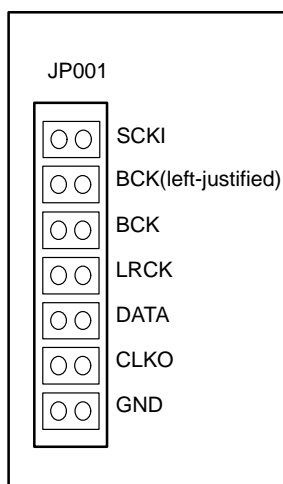 JP001
SCKI
BCK(left-justified)
BCK
LRCK
DATA
CLKO
GND